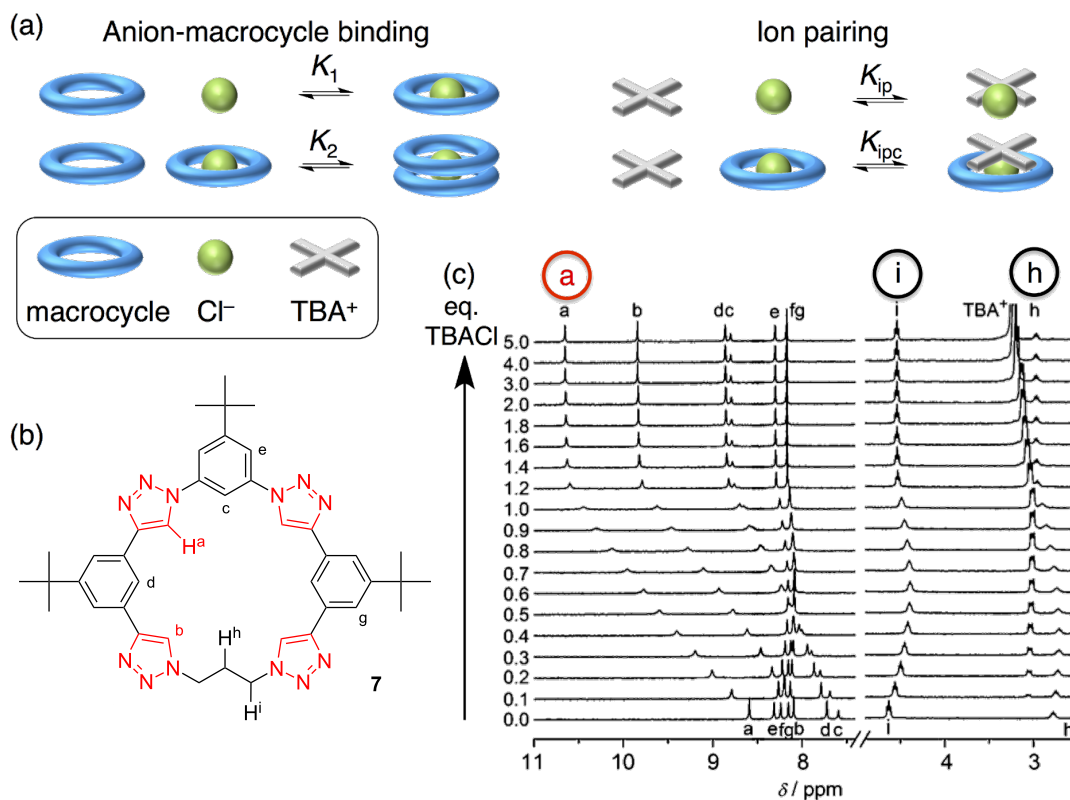 (a)
Anion-macrocycle binding
K1
K2
Ion pairing
Kip
Kipc
macrocycle Cl– TBA+
(b)
N N N N N N
Ha
Hh
Hi
N N N N N N
a b c d e g
7
(c)
eq.
TBACl
a i h
a b dc e fg i TBA+ h
5.0
4.0
3.0
2.0
1.8
1.6
1.4
1.2
1.0
0.9
0.8
0.7
0.6
0.5
0.4
0.3
0.2
0.1
0.0
a e f g b d c i h
11 10 9 8 4 3
δ / ppm